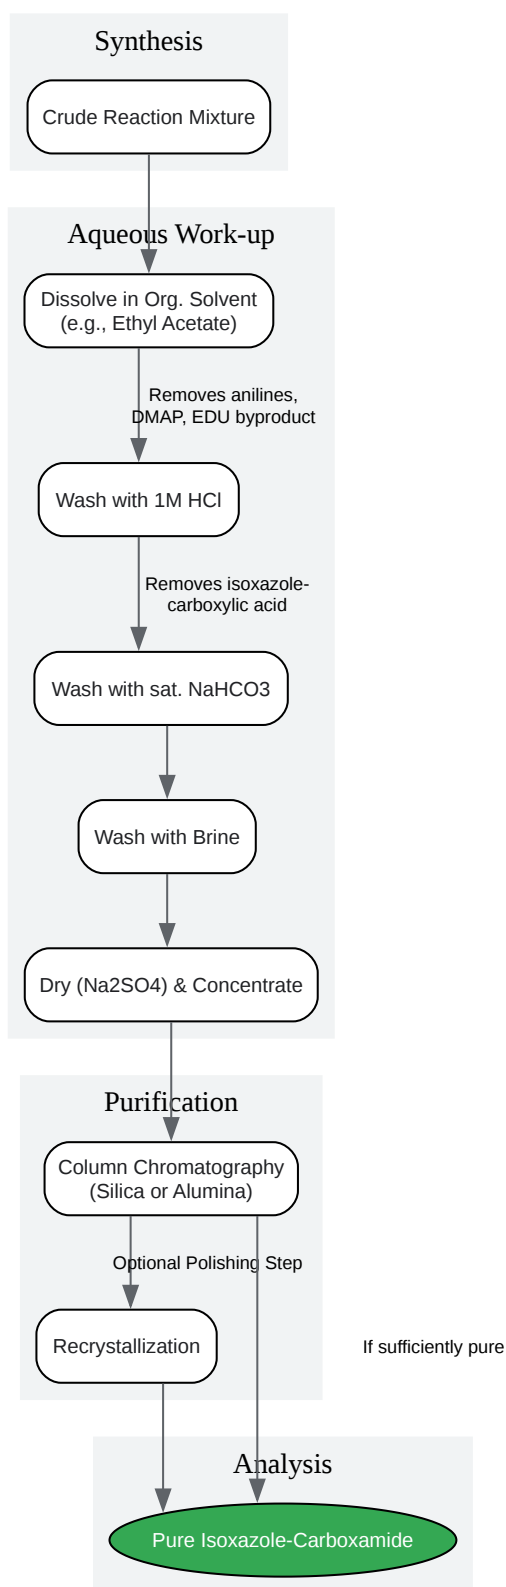 Synthesis
Crude Reaction Mixture
Aqueous Work-up
Dissolve in Org. Solvent
(e.g., Ethyl Acetate)
Removes anilines,
DMAP, EDU byproduct
Wash with 1M HCl
Removes isoxazole-
carboxylic acid
Wash with sat. NaHCO3
Wash with Brine
Dry (Na2SO4) & Concentrate
Purification
Column Chromatography
(Silica or Alumina)
Optional Polishing Step
Recrystallization
If sufficiently pure
Analysis
Pure Isoxazole-Carboxamide